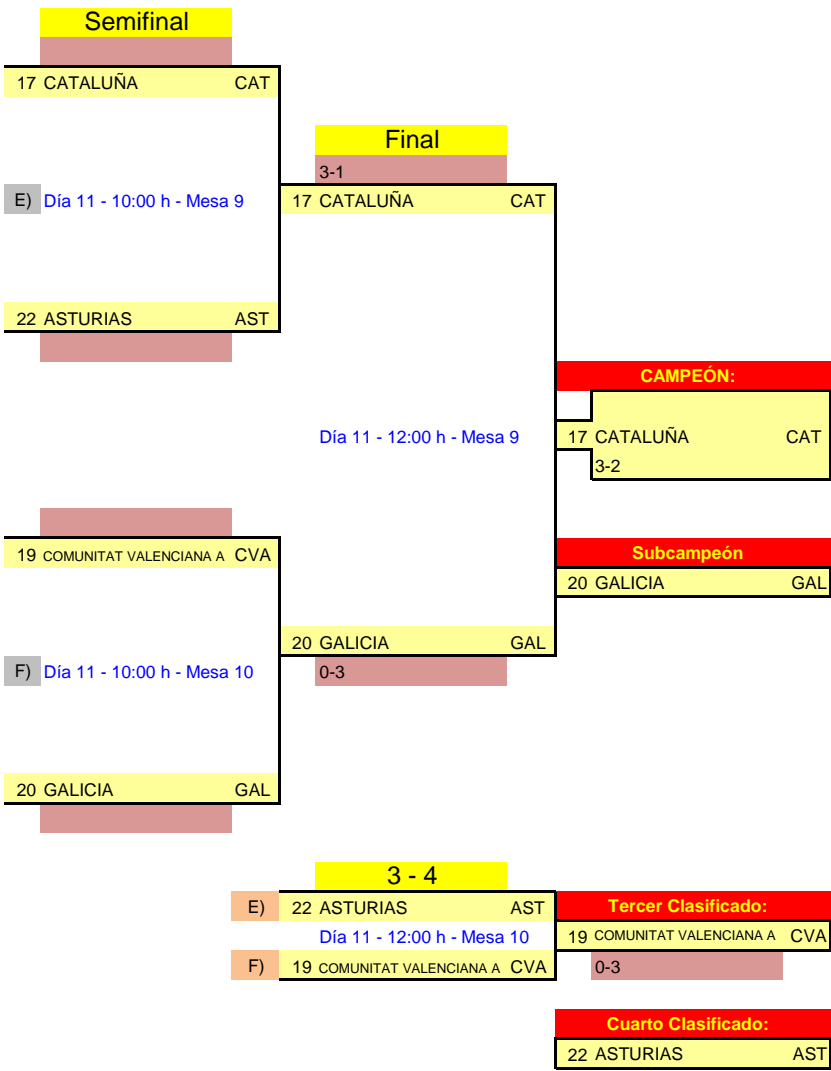 Semifinal
17 CATALUÑA CAT
Final
3-1
E) Día 11 - 10:00 h - Mesa 9
17 CATALUÑA CAT
22 ASTURIAS AST
CAMPEÓN:
Día 11 - 12:00 h - Mesa 9
17 CATALUÑA CAT
3-2
19 COMUNITAT VALENCIANA A CVA
Subcampeón
20 GALICIA GAL
20 GALICIA GAL
F) Día 11 - 10:00 h - Mesa 10
0-3
20 GALICIA GAL
3 - 4
E) 22 ASTURIAS AST
Tercer Clasificado:
Día 11 - 12:00 h - Mesa 10
19 COMUNITAT VALENCIANA A CVA
F) 19 COMUNITAT VALENCIANA A CVA
0-3
Cuarto Clasificado:
22 ASTURIAS AST